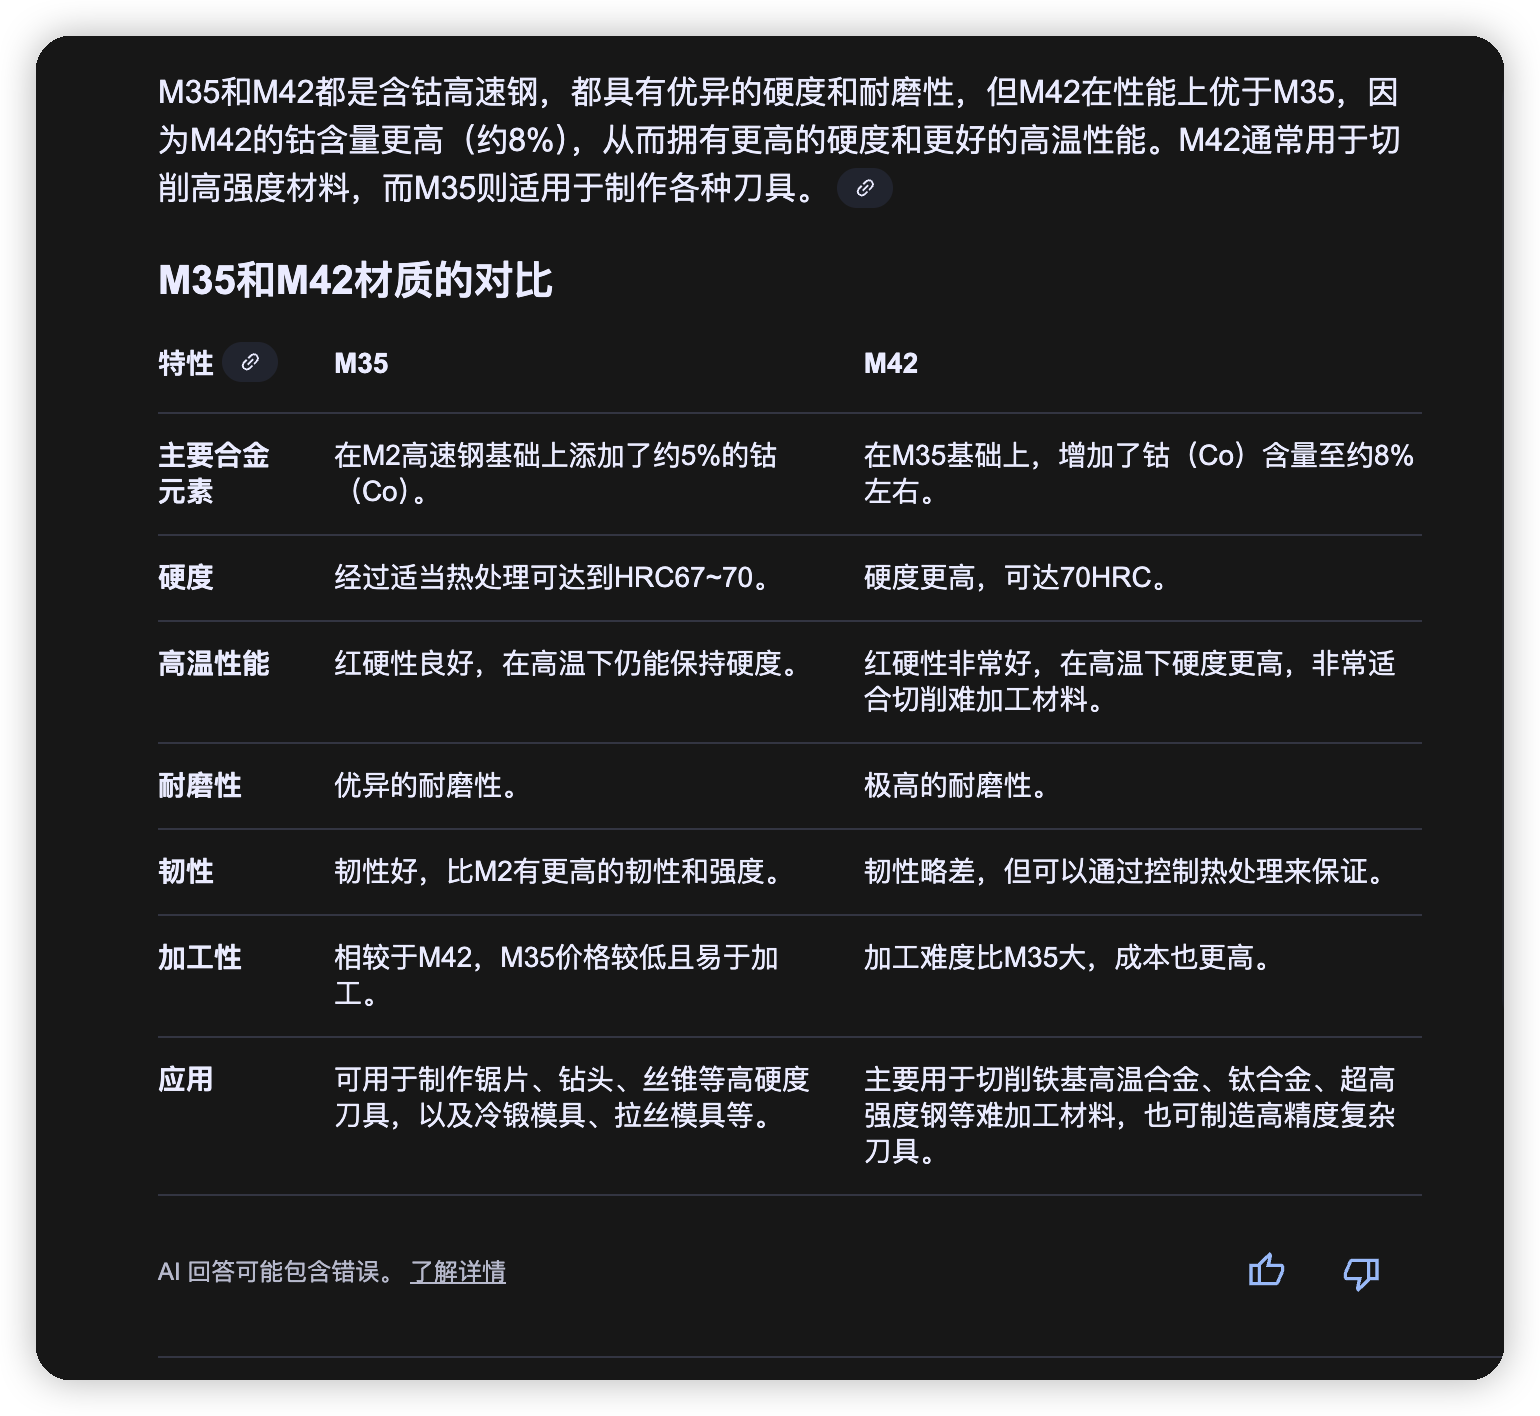 M35和M42都是含钴高速钢，都具有优异的硬度和耐磨性，但M42在性能上优于M35，因
为M42的钴含量更高（约8%），从而拥有更高的硬度和更好的高温性能。M42通常用于切
削高强度材料，而M35则适用于制作各种刀具。
M35和M42材质的对比
特性 M35 M42
主要合金
元素
在M2高速钢基础上添加了约5%的钴
（Co）。
在M35基础上，增加了钴（Co）含量至约8%
左右。
硬度 经过适当热处理可达到HRC67~70。 硬度更高，可达70HRC。
高温性能 红硬性良好，在高温下仍能保持硬度。
红硬性非常好，在高温下硬度更高，非常适
合切削难加工材料。
耐磨性 优异的耐磨性。 极高的耐磨性。
韧性 韧性好，比M2有更高的韧性和强度。 韧性略差，但可以通过控制热处理来保证。
加工性
相较于M42，M35价格较低且易于加
工。
加工难度比M35大，成本也更高。
应用
可用于制作锯片、钻头、丝锥等高硬度
刀具，以及冷锻模具、拉丝模具等。
主要用于切削铁基高温合金、钛合金、超高
强度钢等难加工材料，也可制造高精度复杂
刀具。
AI 回答可能包含错误。 了解详情